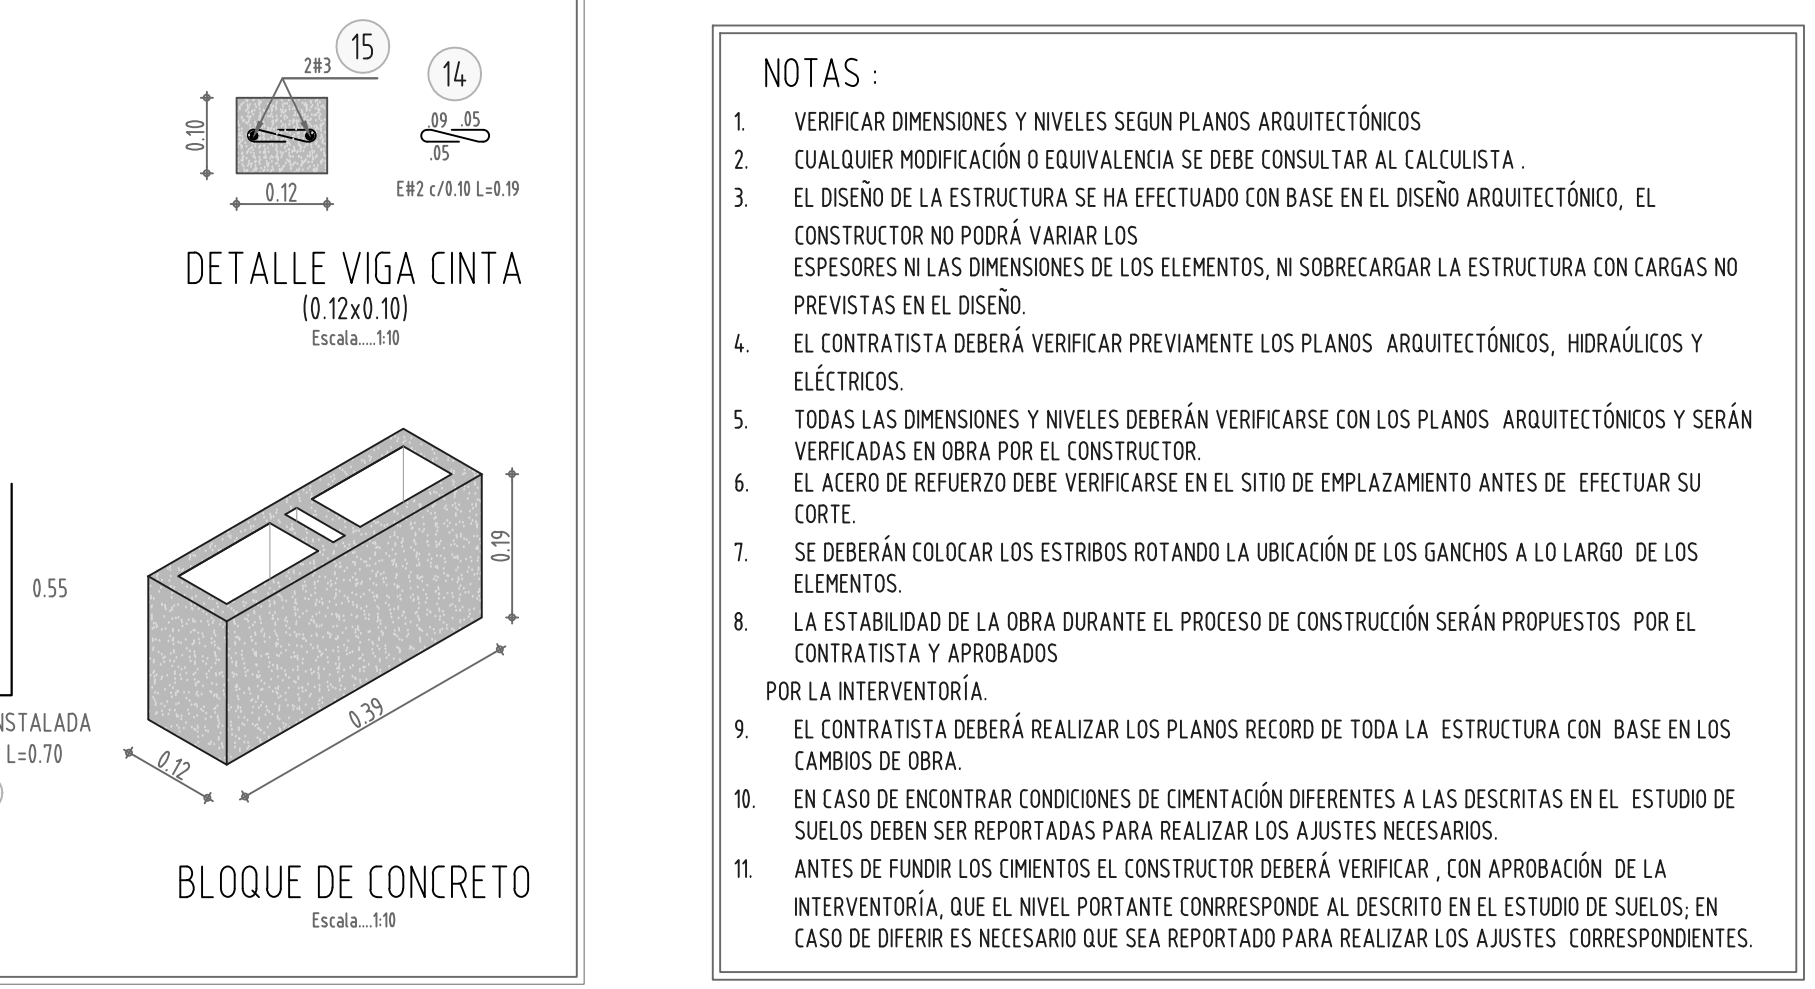 15
2#3
14
0.10
.09 .05
.05
0.12
E#2 c/0.10 L=0.19
DETALLE VIGA CINTA
(0.12x0.10)
Escala.....1:10
0.55
NSTALADA
L=0.70
0.19
0.39
0.12
BLOQUE DE CONCRETO
Escala....1:10
NOTAS :
1. VERIFICAR DIMENSIONES Y NIVELES SEGUN PLANOS ARQUITECTÓNICOS
2. CUALQUIER MODIFICACIÓN O EQUIVALENCIA SE DEBE CONSULTAR AL CALCULISTA .
3. EL DISEÑO DE LA ESTRUCTURA SE HA EFECTUADO CON BASE EN EL DISEÑO ARQUITECTÓNICO, EL
CONSTRUCTOR NO PODRÁ VARIAR LOS
ESPESORES NI LAS DIMENSIONES DE LOS ELEMENTOS, NI SOBRECARGAR LA ESTRUCTURA CON CARGAS NO
PREVISTAS EN EL DISEÑO.
4. EL CONTRATISTA DEBERÁ VERIFICAR PREVIAMENTE LOS PLANOS ARQUITECTÓNICOS, HIDRAÚLICOS Y
ELÉCTRICOS.
5. TODAS LAS DIMENSIONES Y NIVELES DEBERÁN VERIFICARSE CON LOS PLANOS ARQUITECTÓNICOS Y SERÁN
VERFICADAS EN OBRA POR EL CONSTRUCTOR.
6. EL ACERO DE REFUERZO DEBE VERIFICARSE EN EL SITIO DE EMPLAZAMIENTO ANTES DE EFECTUAR SU
CORTE.
7. SE DEBERÁN COLOCAR LOS ESTRIBOS ROTANDO LA UBICACIÓN DE LOS GANCHOS A LO LARGO DE LOS
ELEMENTOS.
8. LA ESTABILIDAD DE LA OBRA DURANTE EL PROCESO DE CONSTRUCCIÓN SERÁN PROPUESTOS POR EL
CONTRATISTA Y APROBADOS
POR LA INTERVENTORÍA.
9. EL CONTRATISTA DEBERÁ REALIZAR LOS PLANOS RECORD DE TODA LA ESTRUCTURA CON BASE EN LOS
CAMBIOS DE OBRA.
10. EN CASO DE ENCONTRAR CONDICIONES DE CIMENTACIÓN DIFERENTES A LAS DESCRITAS EN EL ESTUDIO DE
SUELOS DEBEN SER REPORTADAS PARA REALIZAR LOS AJUSTES NECESARIOS.
11. ANTES DE FUNDIR LOS CIMIENTOS EL CONSTRUCTOR DEBERÁ VERIFICAR , CON APROBACIÓN DE LA
INTERVENTORÍA, QUE EL NIVEL PORTANTE CONRRESPONDE AL DESCRITO EN EL ESTUDIO DE SUELOS; EN
CASO DE DIFERIR ES NECESARIO QUE SEA REPORTADO PARA REALIZAR LOS AJUSTES CORRESPONDIENTES.